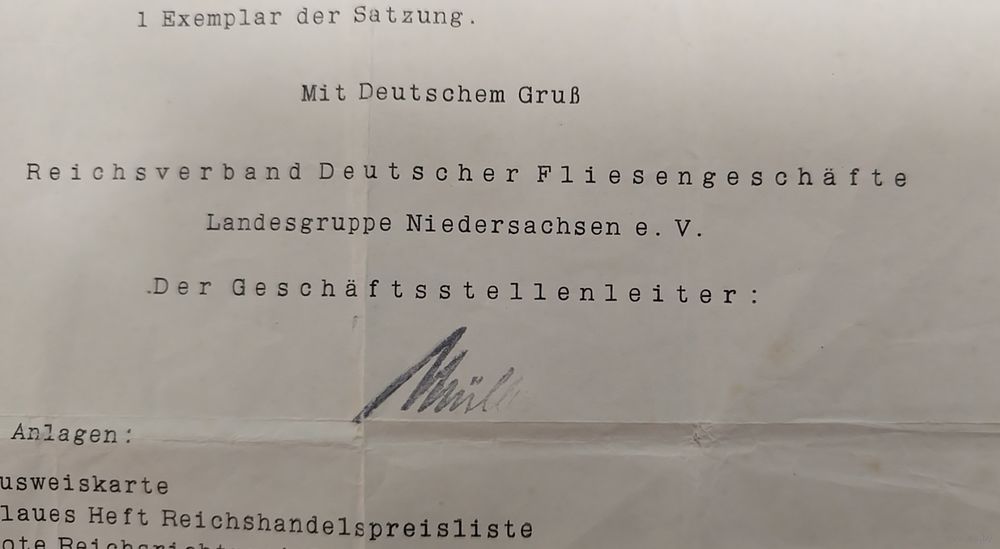 1 Exemplar der Satzung.
Mit Deutschem Gruß
Reichsverband Deutscher Fliesengeschäfte
Landesgruppe Niedersachsen e. V.
Der Geschäftsstellenleiter:
Anlagen:
usweiskarte
laues Heft Reichshandelspreisliste